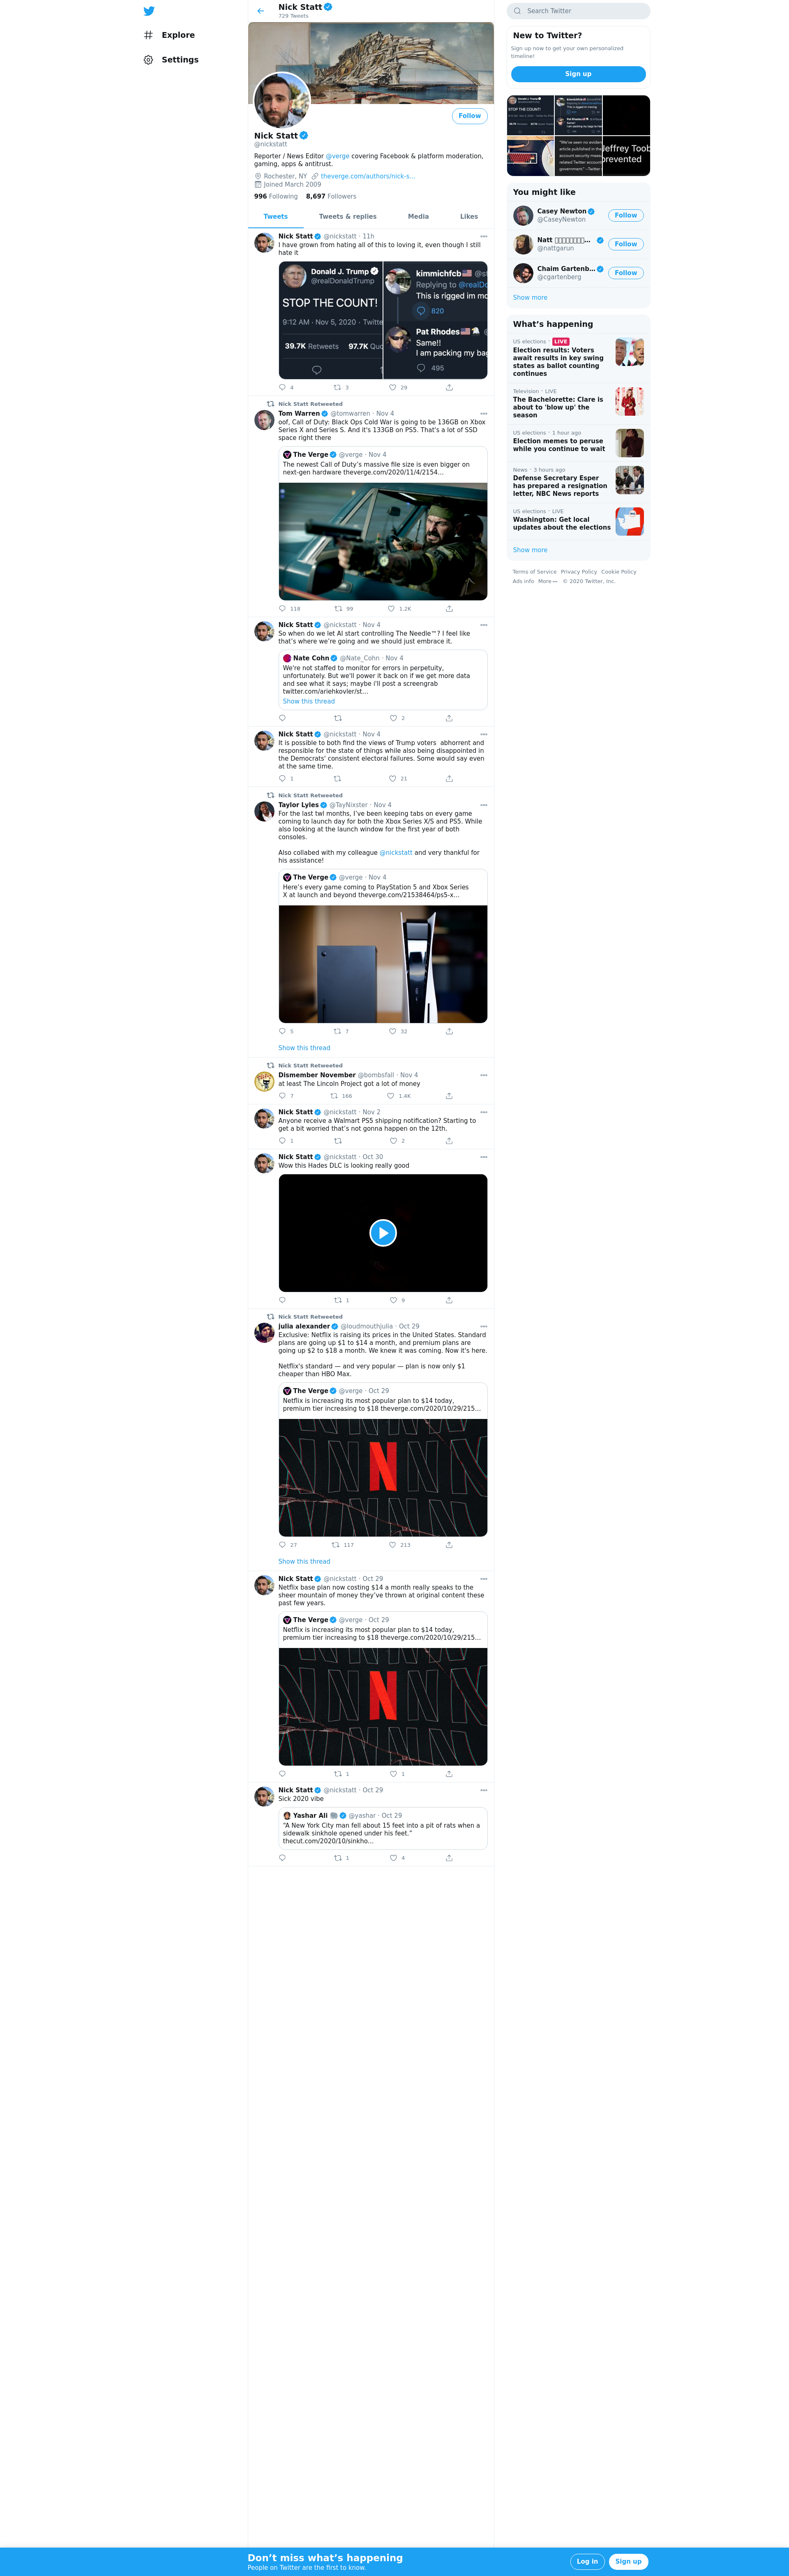 Explore
Settings
Nick Statt
729 Tweets
Follow
Nick Statt
@nickstatt
Reporter / News Editor @verge covering Facebook & platform moderation,
gaming, apps & antitrust.
Rochester, NY theverge.com/authors/nick-s…
Joined March 2009
996 Following 8,697 Followers
Tweets Tweets & replies Media Likes
Nick Statt @nickstatt · 11h
I have grown from hating all of this to loving it, even though I still
hate it
Donald J. Trump
@realDonaldTrump
STOP THE COUNT!
9:12 AM · Nov 5, 2020 · Twitte
39.7K Retweets 97.7K Quo
kimmichfcb
Replying to @realDo
This is rigged im mo
820
Pat Rhodes
Same!!
I am packing my bag
495
4 3 29
Nick Statt Retweeted
Tom Warren @tomwarren · Nov 4
oof, Call of Duty: Black Ops Cold War is going to be 136GB on Xbox
Series X and Series S. And it's 133GB on PS5. That's a lot of SSD
space right there
The Verge @verge · Nov 4
The newest Call of Duty’s massive file size is even bigger on
next-gen hardware theverge.com/2020/11/4/2154…
118 99 1.2K
Nick Statt @nickstatt · Nov 4
So when do we let AI start controlling The Needle™? I feel like
that’s where we’re going and we should just embrace it.
Nate Cohn @Nate_Cohn · Nov 4
We're not staffed to monitor for errors in perpetuity,
unfortunately. But we'll power it back on if we get more data
and see what it says; maybe i'll post a screengrab
twitter.com/ariehkovler/st…
Show this thread
2
Nick Statt @nickstatt · Nov 4
It is possible to both find the views of Trump voters abhorrent and
responsible for the state of things while also being disappointed in
the Democrats’ consistent electoral failures. Some would say even
at the same time.
1 21
Nick Statt Retweeted
Taylor Lyles @TayNixster · Nov 4
For the last twl months, I’ve been keeping tabs on every game
coming to launch day for both the Xbox Series X/S and PS5. While
also looking at the launch window for the first year of both
consoles.
Also collabed with my colleague @nickstatt and very thankful for
his assistance!
The Verge @verge · Nov 4
Here’s every game coming to PlayStation 5 and Xbox Series
X at launch and beyond theverge.com/21538464/ps5-x…
5 7 32
Show this thread
Nick Statt Retweeted
Dismember November @bombsfall · Nov 4
at least The Lincoln Project got a lot of money
7 166 1.4K
Nick Statt @nickstatt · Nov 2
Anyone receive a Walmart PS5 shipping notification? Starting to
get a bit worried that’s not gonna happen on the 12th.
1 2
Nick Statt @nickstatt · Oct 30
Wow this Hades DLC is looking really good
1 9
Nick Statt Retweeted
julia alexander @loudmouthjulia · Oct 29
Exclusive: Netflix is raising its prices in the United States. Standard
plans are going up $1 to $14 a month, and premium plans are
going up $2 to $18 a month. We knew it was coming. Now it's here.
Netflix's standard — and very popular — plan is now only $1
cheaper than HBO Max.
The Verge @verge · Oct 29
Netflix is increasing its most popular plan to $14 today,
premium tier increasing to $18 theverge.com/2020/10/29/215…
27 117 213
Show this thread
Nick Statt @nickstatt · Oct 29
Netflix base plan now costing $14 a month really speaks to the
sheer mountain of money they’ve thrown at original content these
past few years.
The Verge @verge · Oct 29
Netflix is increasing its most popular plan to $14 today,
premium tier increasing to $18 theverge.com/2020/10/29/215…
1 1
Nick Statt @nickstatt · Oct 29
Sick 2020 vibe
Yashar Ali @yashar · Oct 29
“A New York City man fell about 15 feet into a pit of rats when a
sidewalk sinkhole opened under his feet.”
thecut.com/2020/10/sinkho…
1 4
Search Twitter
New to Twitter?
Sign up now to get your own personalized
timeline!
Sign up
STOP THE COUNT!
"We've seen no eviden
article published in the
account security meas
related Twitter accoun
government" –Twitter
Jeffrey Toob
prevented
You might like
Casey Newton
@CaseyNewton
Follow
Natt
@nattgarun
Follow
Chaim Gartenb…
@cgartenberg
Follow
Show more
What’s happening
US elections · LIVE
Election results: Voters
await results in key swing
states as ballot counting
continues
Television · LIVE
The Bachelorette: Clare is
about to 'blow up' the
season
US elections · 1 hour ago
Election memes to peruse
while you continue to wait
News · 3 hours ago
Defense Secretary Esper
has prepared a resignation
letter, NBC News reports
US elections · LIVE
Washington: Get local
updates about the elections
Show more
Terms of Service Privacy Policy Cookie Policy
Ads info More © 2020 Twitter, Inc.
Don’t miss what’s happening
People on Twitter are the first to know.
Log in Sign up